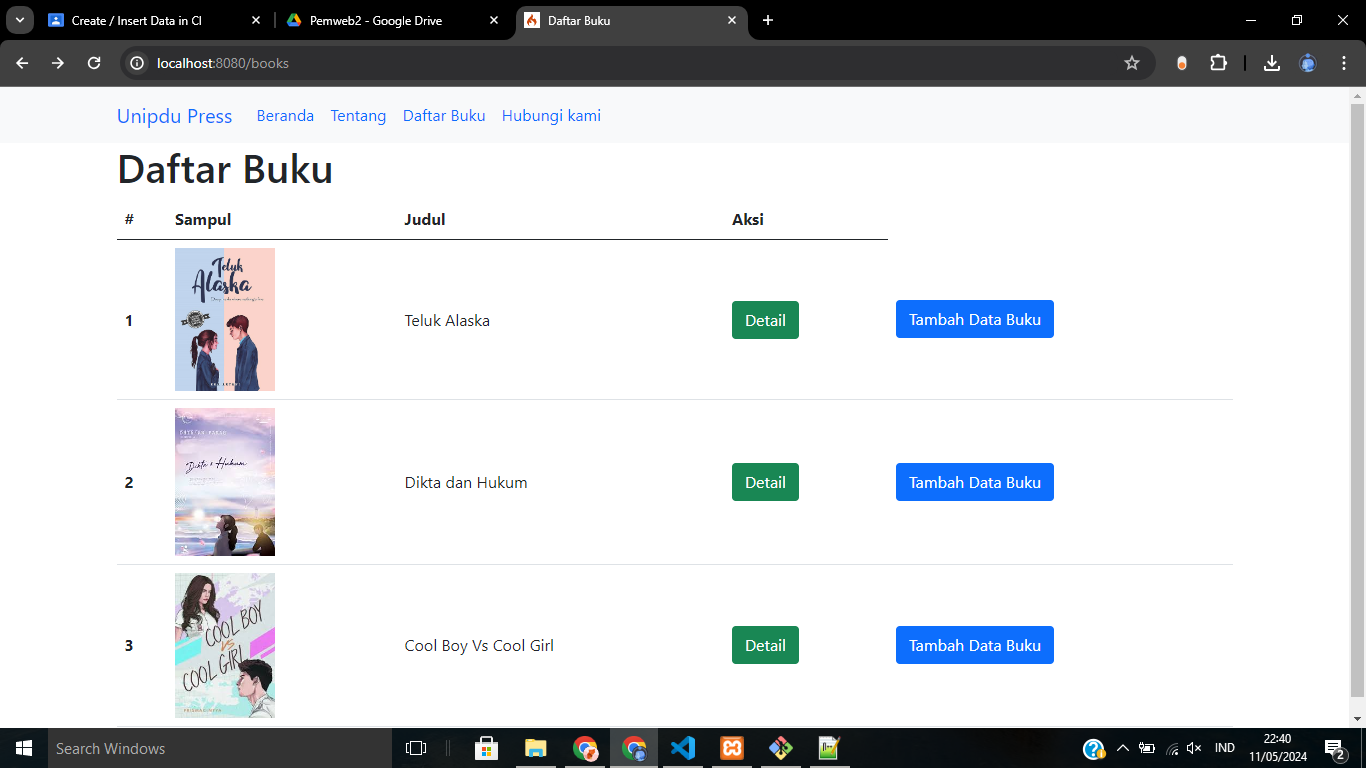 Create / Insert Data in CI
Pemweb2 - Google Drive
Daftar Buku
localhost:8080/books
Unipdu Press Beranda Tentang Daftar Buku Hubungi kami
Daftar Buku
# Sampul Judul Aksi
Teluk
Alaska
1 Teluk Alaska Detail Tambah Data Buku
Dikta & Hukum
2 Dikta dan Hukum Detail Tambah Data Buku
COOL BOY
VS
COOL GIRL
3 Cool Boy Vs Cool Girl Detail Tambah Data Buku
Search Windows
IND
22:40
11/05/2024
2